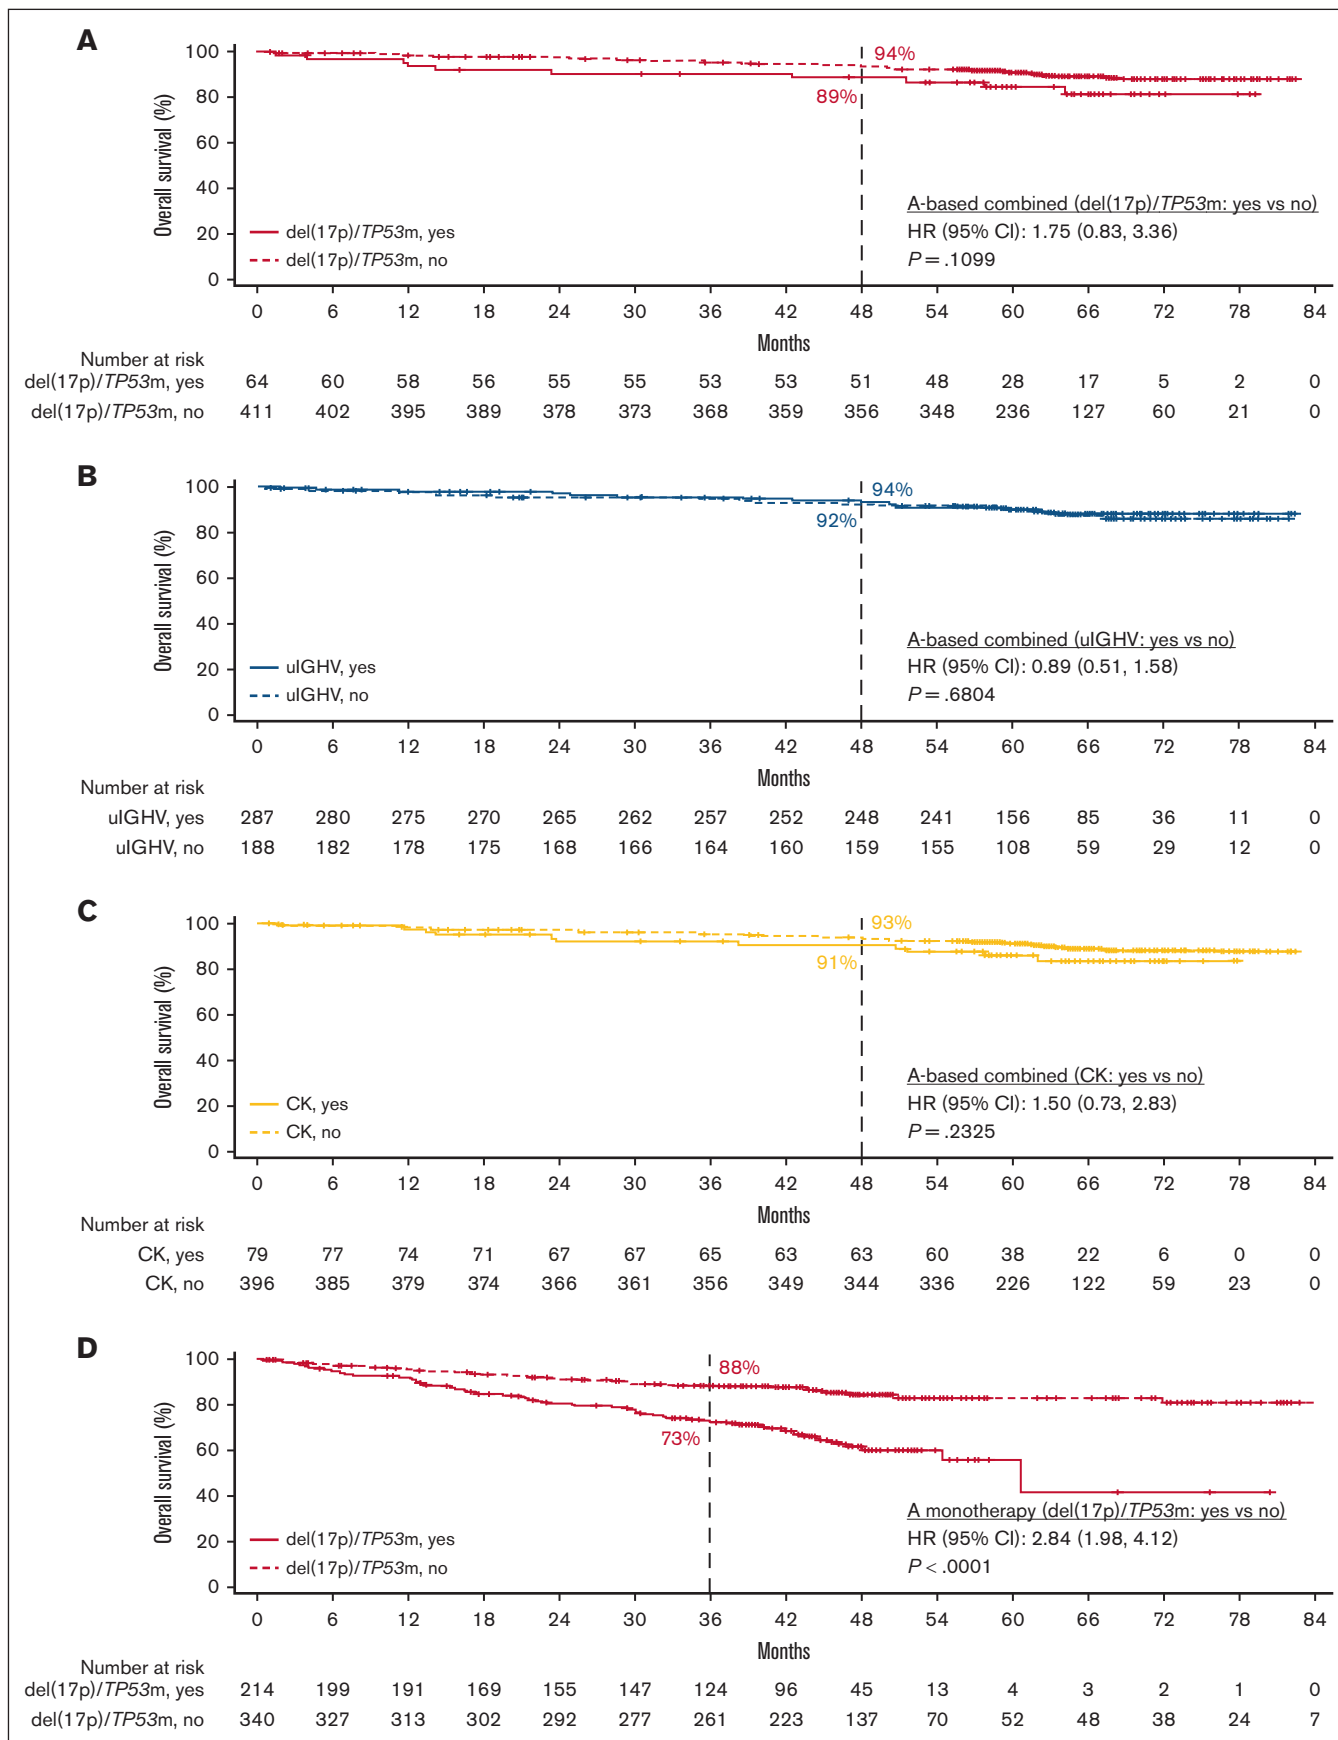 A
100
80
60
40
20
0
Overall survival (%)
94%
89%
del(17p)/TP53m, yes
del(17p)/TP53m, no
A-based combined (del(17p)/TP53m: yes vs no)
HR (95% CI): 1.75 (0.83, 3.36)
P = .1099
0 6 12 18 24 30 36 42 48 54 60 66 72 78 84
Months
Number at risk
del(17p)/TP53m, yes 64 60 58 56 55 55 53 53 51 48 28 17 5 2 0
del(17p)/TP53m, no 411 402 395 389 378 373 368 359 356 348 236 127 60 21 0
B
100
80
60
40
20
0
Overall survival (%)
94%
92%
uIGHV, yes
uIGHV, no
A-based combined (uIGHV: yes vs no)
HR (95% CI): 0.89 (0.51, 1.58)
P = .6804
0 6 12 18 24 30 36 42 48 54 60 66 72 78 84
Months
Number at risk
uIGHV, yes 287 280 275 270 265 262 257 252 248 241 156 85 36 11 0
uIGHV, no 188 182 178 175 168 166 164 160 159 155 108 59 29 12 0
C
100
80
60
40
20
0
Overall survival (%)
93%
91%
CK, yes
CK, no
A-based combined (CK: yes vs no)
HR (95% CI): 1.50 (0.73, 2.83)
P = .2325
0 6 12 18 24 30 36 42 48 54 60 66 72 78 84
Months
Number at risk
CK, yes 79 77 74 71 67 67 65 63 63 60 38 22 6 0 0
CK, no 396 385 379 374 366 361 356 349 344 336 226 122 59 23 0
D
100
80
60
40
20
0
Overall survival (%)
88%
73%
del(17p)/TP53m, yes
del(17p)/TP53m, no
A monotherapy (del(17p)/TP53m: yes vs no)
HR (95% CI): 2.84 (1.98, 4.12)
P < .0001
0 6 12 18 24 30 36 42 48 54 60 66 72 78 84
Months
Number at risk
del(17p)/TP53m, yes 214 199 191 169 155 147 124 96 45 13 4 3 2 1 0
del(17p)/TP53m, no 340 327 313 302 292 277 261 223 137 70 52 48 38 24 7